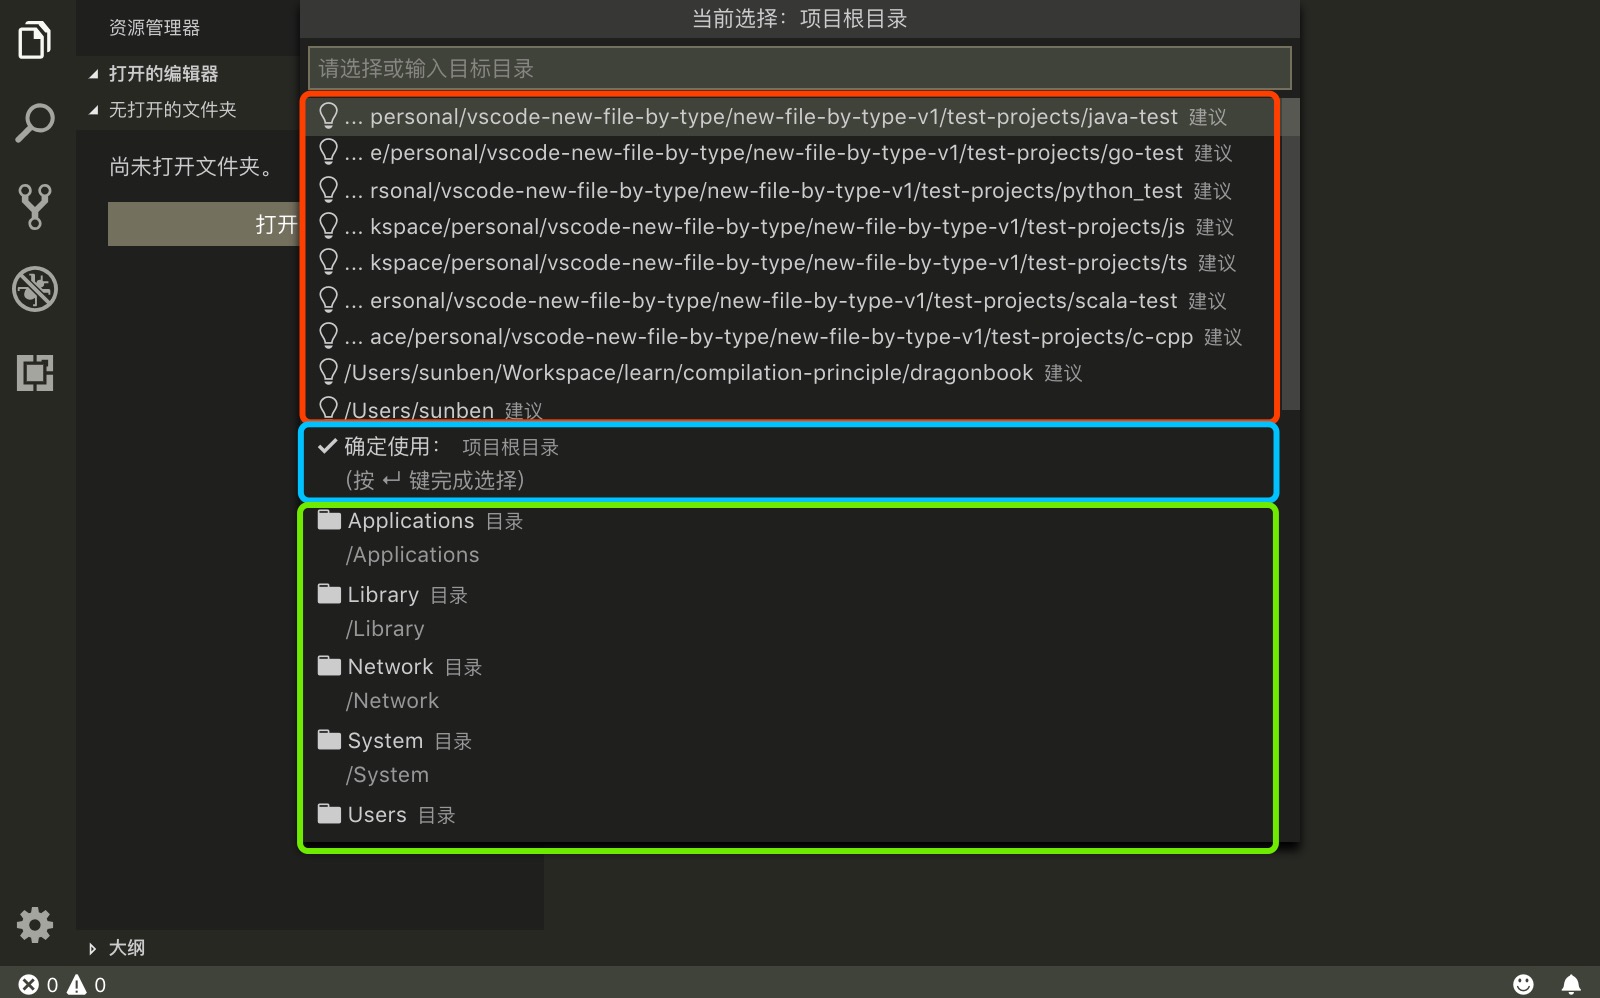 资源管理器
打开的编辑器
无打开的文件夹
尚未打开文件夹。
打开
当前选择：项目根目录
请选择或输入目标目录
... personal/vscode-new-file-by-type/new-file-by-type-v1/test-projects/java-test 建议
... e/personal/vscode-new-file-by-type/new-file-by-type-v1/test-projects/go-test 建议
... rsonal/vscode-new-file-by-type/new-file-by-type-v1/test-projects/python_test 建议
... kspace/personal/vscode-new-file-by-type/new-file-by-type-v1/test-projects/js 建议
... kspace/personal/vscode-new-file-by-type/new-file-by-type-v1/test-projects/ts 建议
... ersonal/vscode-new-file-by-type/new-file-by-type-v1/test-projects/scala-test 建议
... ace/personal/vscode-new-file-by-type/new-file-by-type-v1/test-projects/c-cpp 建议
/Users/sunben/Workspace/learn/compilation-principle/dragonbook 建议
/Users/sunben 建议
确定使用： 项目根目录
(按 ↵ 键完成选择)
Applications 目录
/Applications
Library 目录
/Library
Network 目录
/Network
System 目录
/System
Users 目录
大纲
0 0